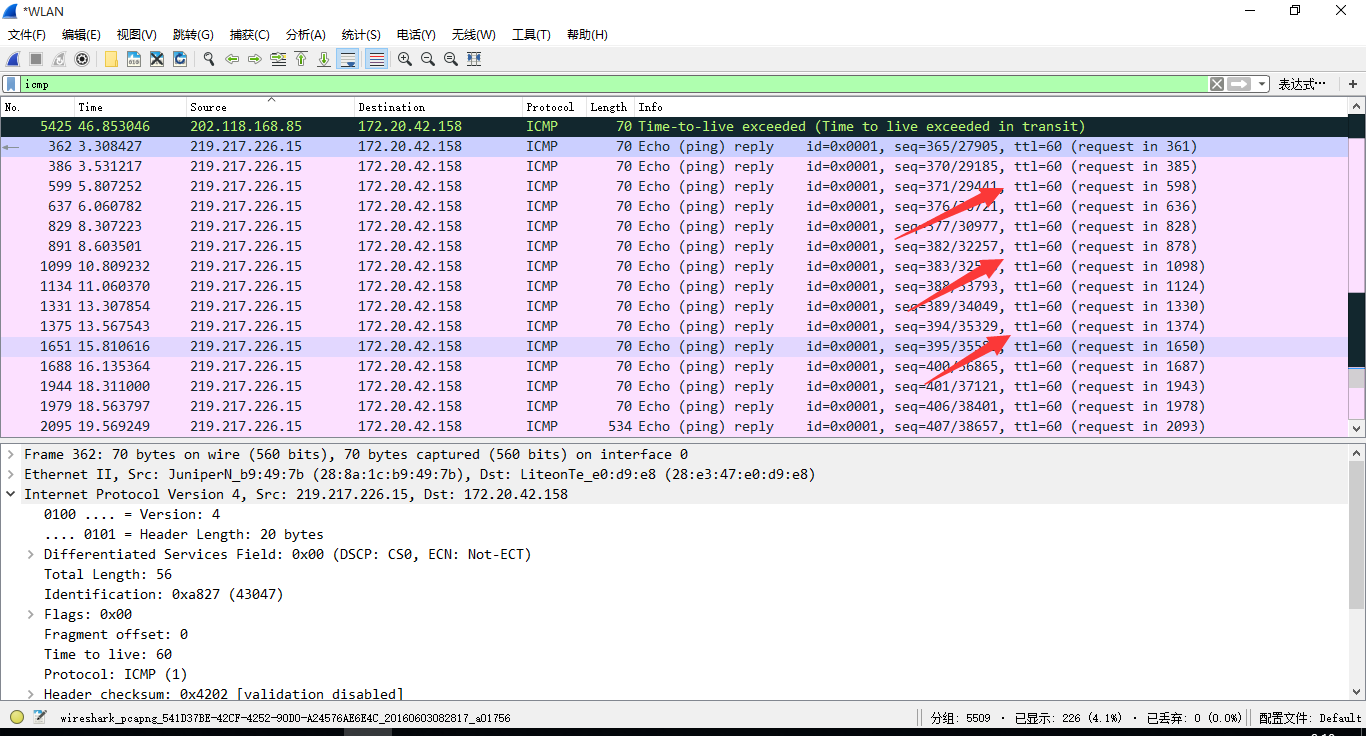 *WLAN
文件(F) 编辑(E) 视图(V) 跳转(G) 捕获(C) 分析(A) 统计(S) 电话(Y) 无线(W) 工具(T) 帮助(H)
icmp 表达式… +
No. Time Source Destination Protocol Length Info
5425 46.853046 202.118.168.85 172.20.42.158 ICMP 70 Time-to-live exceeded (Time to live exceeded in transit)
362 3.308427 219.217.226.15 172.20.42.158 ICMP 70 Echo (ping) reply id=0x0001, seq=365/27905, ttl=60 (request in 361)
386 3.531217 219.217.226.15 172.20.42.158 ICMP 70 Echo (ping) reply id=0x0001, seq=370/29185, ttl=60 (request in 385)
599 5.807252 219.217.226.15 172.20.42.158 ICMP 70 Echo (ping) reply id=0x0001, seq=371/29441, ttl=60 (request in 598)
637 6.060782 219.217.226.15 172.20.42.158 ICMP 70 Echo (ping) reply id=0x0001, ttl=60 (request in 636)
829 8.307223 219.217.226.15 172.20.42.158 ICMP 70 Echo (ping) reply id=0x0001, seq=377/30977, ttl=60 (request in 828)
891 8.603501 219.217.226.15 172.20.42.158 ICMP 70 Echo (ping) reply id=0x0001, seq=382/32257, ttl=60 (request in 878)
1099 10.809232 219.217.226.15 172.20.42.158 ICMP 70 Echo (ping) reply id=0x0001, ttl=60 (request in 1098)
1134 11.060370 219.217.226.15 172.20.42.158 ICMP 70 Echo (ping) reply id=0x0001, seq=388/33793, ttl=60 (request in 1124)
1331 13.307854 219.217.226.15 172.20.42.158 ICMP 70 Echo (ping) reply id=0x0001, seq=389/34049, ttl=60 (request in 1330)
1375 13.567543 219.217.226.15 172.20.42.158 ICMP 70 Echo (ping) reply id=0x0001, seq=394/35329, ttl=60 (request in 1374)
1651 15.810616 219.217.226.15 172.20.42.158 ICMP 70 Echo (ping) reply id=0x0001, ttl=60 (request in 1650)
1688 16.135364 219.217.226.15 172.20.42.158 ICMP 70 Echo (ping) reply id=0x0001, seq=400/36865, ttl=60 (request in 1687)
1944 18.311000 219.217.226.15 172.20.42.158 ICMP 70 Echo (ping) reply id=0x0001, seq=401/37121, ttl=60 (request in 1943)
1979 18.563797 219.217.226.15 172.20.42.158 ICMP 70 Echo (ping) reply id=0x0001, seq=406/38401, ttl=60 (request in 1978)
2095 19.569249 219.217.226.15 172.20.42.158 ICMP 534 Echo (ping) reply id=0x0001, seq=407/38657, ttl=60 (request in 2093)
Frame 362: 70 bytes on wire (560 bits), 70 bytes captured (560 bits) on interface 0
Ethernet II, Src: JuniperN_b9:49:7b (28:8a:1c:b9:49:7b), Dst: LiteonTe_e0:d9:e8 (28:e3:47:e0:d9:e8)
Internet Protocol Version 4, Src: 219.217.226.15, Dst: 172.20.42.158
0100 .... = Version: 4
.... 0101 = Header Length: 20 bytes
Differentiated Services Field: 0x00 (DSCP: CS0, ECN: Not-ECT)
Total Length: 56
Identification: 0xa827 (43047)
Flags: 0x00
Fragment offset: 0
Time to live: 60
Protocol: ICMP (1)
Header checksum: 0x4202 [validation disabled]
wireshark_pcapng_541D37BE-42CF-4252-90D0-A24576AE6E4C_20160603082817_a01756 分组: 5509 · 已显示: 226 (4.1%) · 已丢弃: 0 (0.0%) 配置文件: Default